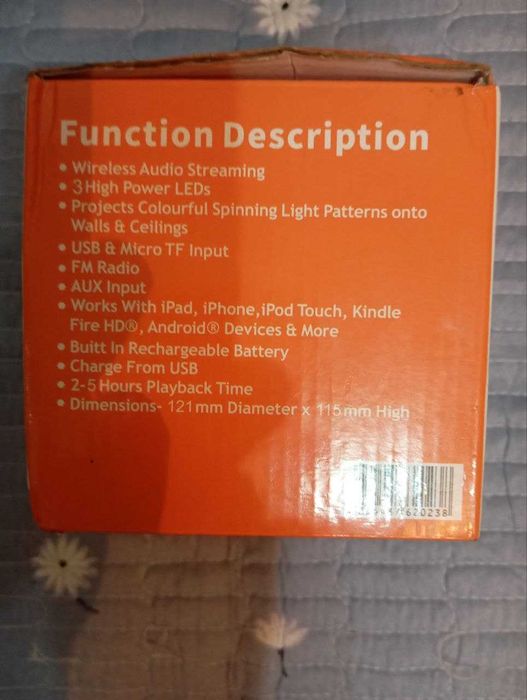 Function Description
• Wireless Audio Streaming
• 3 High Power LEDs
• Projects Colourful Spinning Light Patterns onto
Walls & Ceilings
• USB & Micro TF Input
• FM Radio
• AUX Input
• Works With iPad, iPhone,iPod Touch, Kindle
Fire HD®, Android® Devices & More
• Buitt In Rechargeable Battery
• Charge From USB
• 2-5 Hours Playback Time
• Dimensions- 121mm Diameter x 115mm High
620238